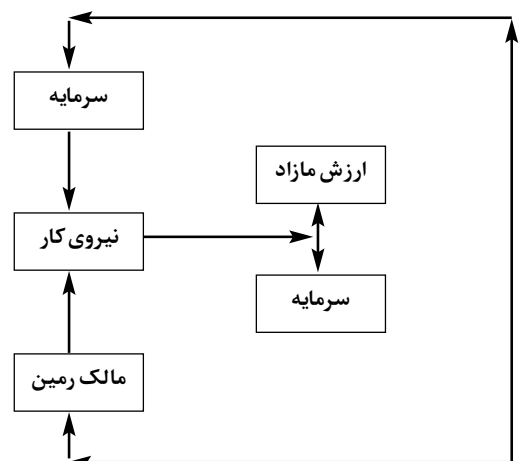 سرمایه
ارزش مازاد
نیروی کار
سرمایه
مالک رمین